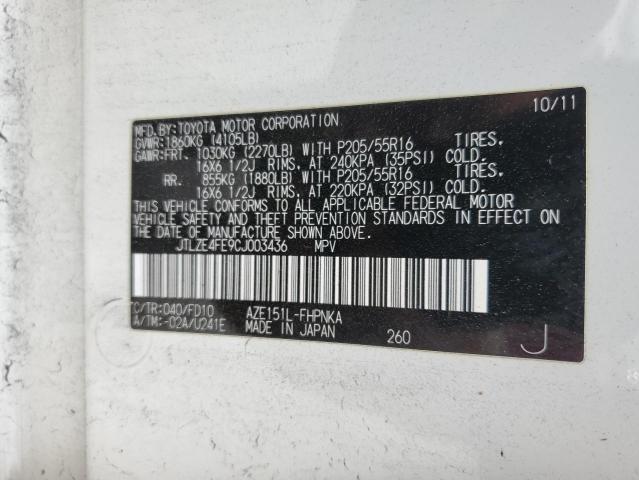 MFD.BY:TOYOTA MOTOR CORPORATION 10/11
GVWR:1860KG (4105LB)
GAWR:FRT. 1030KG (2270LB) WITH P205/55R16 TIRES,
16X6 1/2J RIMS, AT 240KPA (35PSI) COLD.
RR. 855KG (1880LB) WITH P205/55R16 TIRES,
16X6 1/2J RIMS, AT 220KPA (32PSI) COLD.
THIS VEHICLE CONFORMS TO ALL APPLICABLE FEDERAL MOTOR
VEHICLE SAFETY AND THEFT PREVENTION STANDARDS IN EFFECT ON
THE DATE OF MANUFACTURE SHOWN ABOVE.
JTLZE4FE9CJ003436 MPV
C/TR:040/FD10 AZE151L-FHPNKA
A/TM:-02A/U241E MADE IN JAPAN 260 J